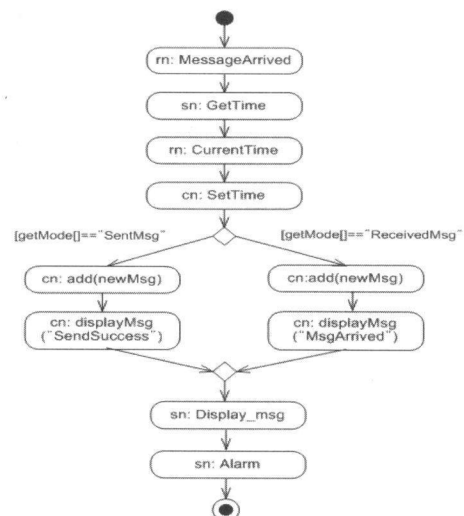 rn: MessageArrived
sn: GetTime
rn: CurrentTime
cn: SetTime
[getMode[]=="SentMsg"
[getMode[]=="ReceivedMsg"
cn: add(newMsg)
cn:add(newMsg)
cn: displayMsg
("SendSuccess")
cn: displayMsg
("MsgArrived")
sn: Display_msg
sn: Alarm